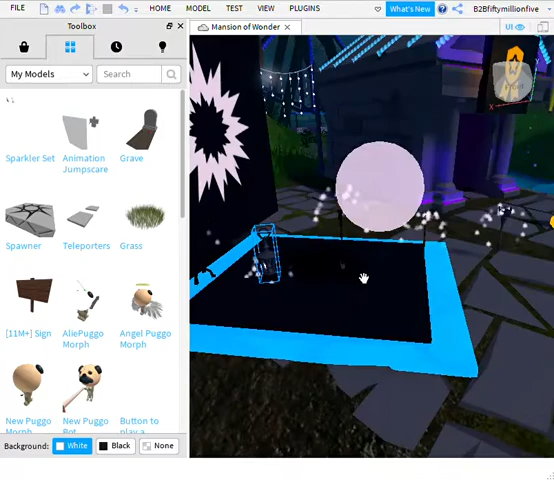 FILE HOME MODEL TEST VIEW PLUGINS What's New B2Bfiftymillionfive
Toolbox Mansion of Wonder UI
My Models Search
Sparkler Set Animation Jumpscare Grave
Spawner Teleporters Grass
[11M+] Sign AliePuggo Morph Angel Puggo Morph
New Puggo Morph New Puggo Bot Button to play a
Background: White Black None
X